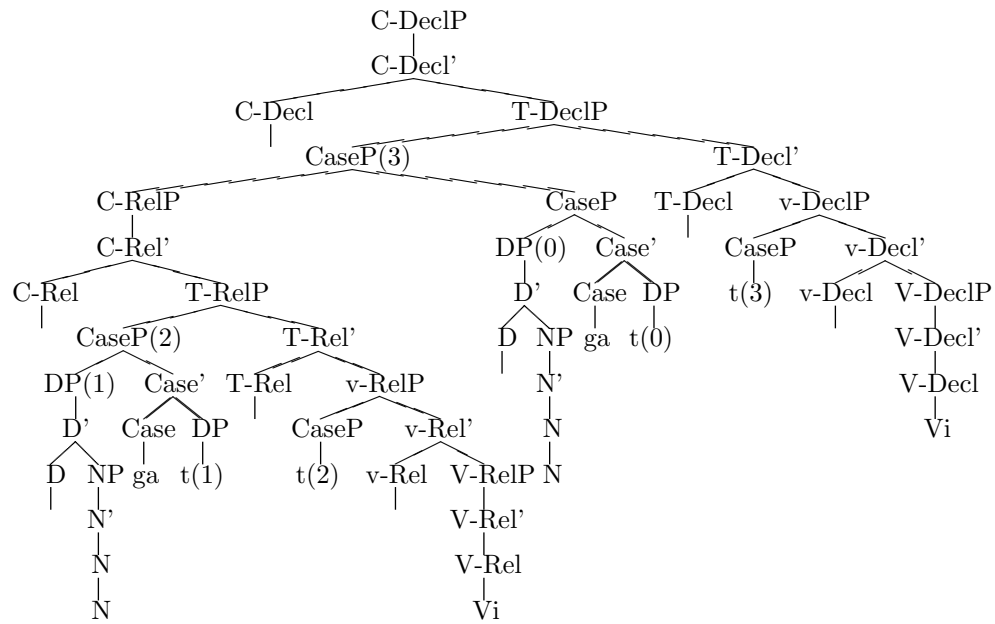 C-DeclP
C-Decl'
C-Decl T-DeclP
CaseP(3) T-Decl'
C-RelP CaseP T-Decl v-DeclP
C-Rel' DP(0) Case' CaseP v-Decl'
C-Rel T-RelP D' Case DP t(3) v-Decl V-DeclP
CaseP(2) T-Rel' D NP ga t(0) V-Decl'
DP(1) Case' T-Rel v-RelP N' V-Decl
D' Case DP CaseP v-Rel' N Vi
D NP ga t(1) t(2) v-Rel V-RelP N
N' V-Rel'
N V-Rel
N Vi